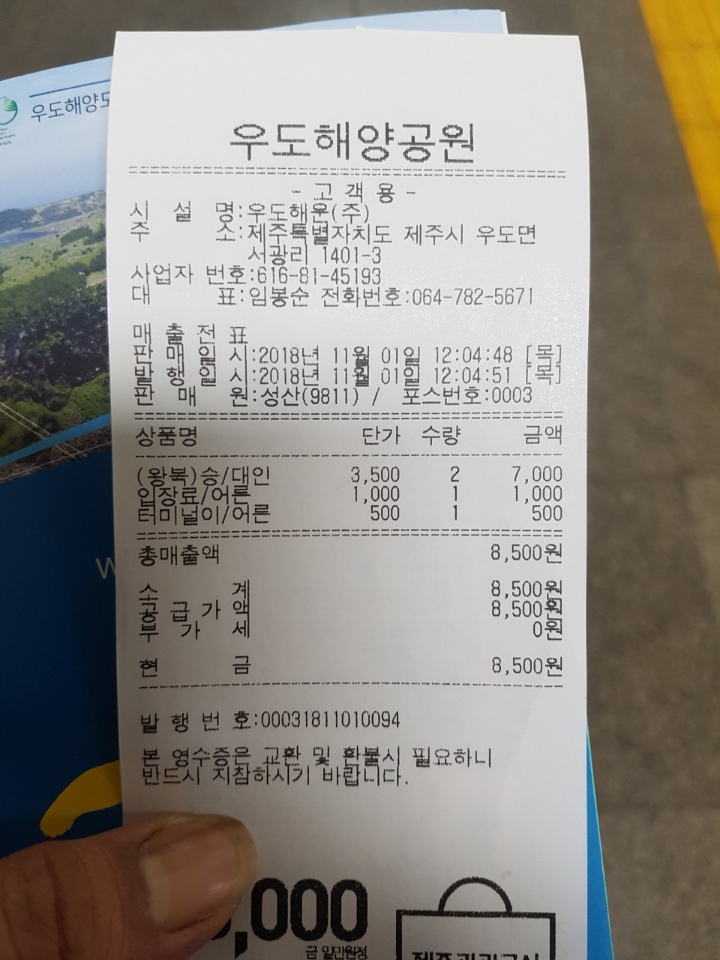 우도해양도
우도해양공원
- 고 객 용 -
시 설 명:우도해운(주)
주 소:제주특별자치도 제주시 우도면
서광리 1401-3
사업자 번호:616-81-45193
대 표:임봉순 전화번호:064-782-5671
매 출 전 표
판 매 일 시:2018년 11월 01일 12:04:48 [목]
발 행 일 시:2018년 11월 01일 12:04:51 [목]
판 매 원:성산(9811) / 포스번호:0003
상품명 단가 수량 금액
(왕복)승/대인 3,500 2 7,000
입장료/어른 1,000 1 1,000
터미널이/어른 500 1 500
총매출액 8,500원
소 계 8,500원
공 급 가 액 8,500원
부 가 세 0원
현 금 8,500원
발 행 번 호:00031811010094
본 영수증은 교환 및 환불시 필요하니
반드시 지참하시기 바랍니다.
,000
금 일만원정